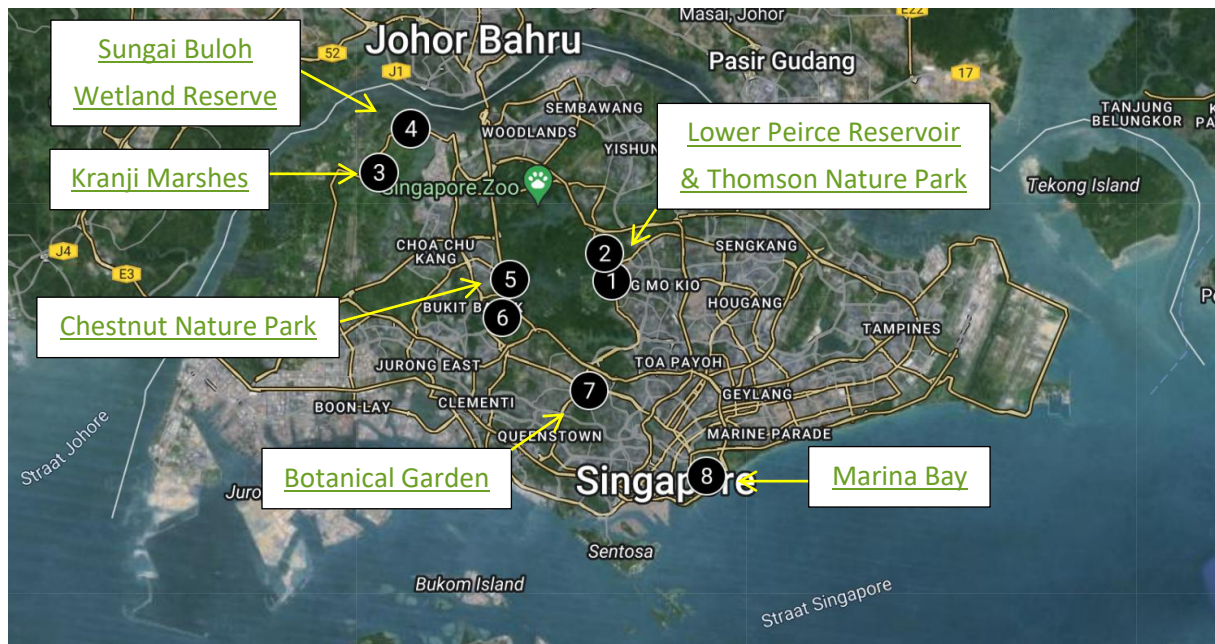 Masai, Johor
E22
Johor Bahru
Sungai Buloh
Wetland Reserve
52
J1
Pasir Gudang
17
SEMBAWANG
TANJUNG
BELUNGKOR
4
WOODLANDS
Lower Peirce Reservoir
& Thomson Nature Park
YISHUN
Kranji Marshes
3
Singapore Zoo
Tekong Island
J4
E3
CHOA CHU
KANG
2
SENGKANG
5
1
G MO KIO
HOUGANG
BUKIT B K
6
Chestnut Nature Park
TAMPINES
JURONG EAST
TOA PAYOH
BOON LAY
CLEMENTI
7
GEYLANG
Straat Johore
QUEENSTOWN
MARINE PARADE
Botanical Garden
Singapore
8
Marina Bay
Juro
Sentosa
Bukom Island
Straat Singapore